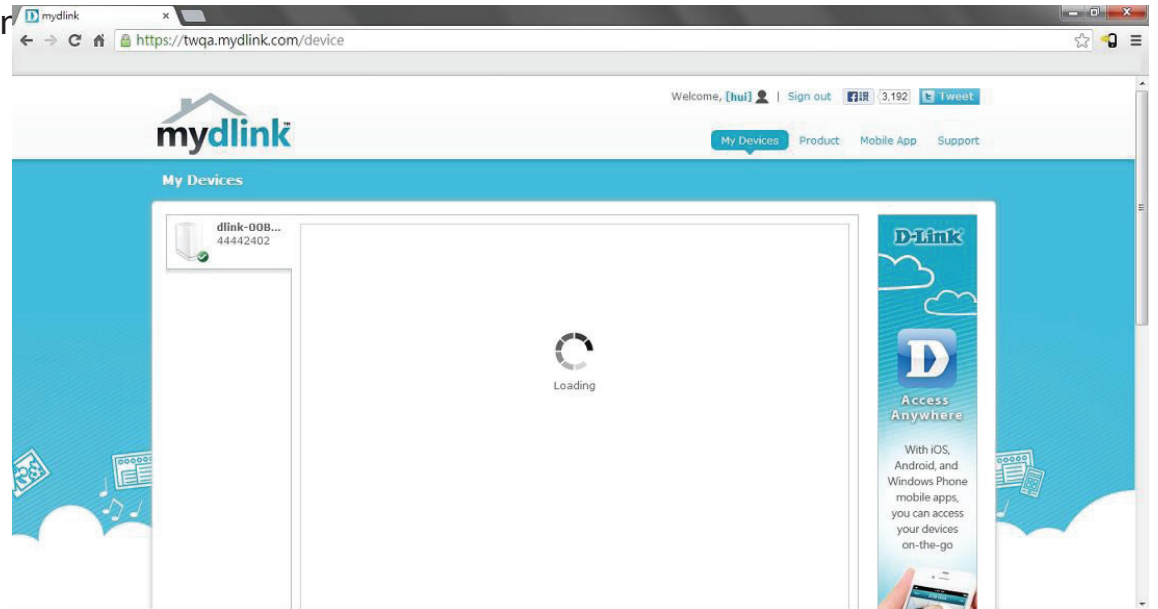 r
mydlink
https://twqa.mydlink.com/device
Welcome, [hui] | Sign out 3,192 Tweet
mydlink
My Devices Product Mobile App Support
My Devices
dlink-00B...
44442402
Loading
D-Link
D
Access
Anywhere
With iOS,
Android, and
Windows Phone
mobile apps,
you can access
your devices
on-the-go